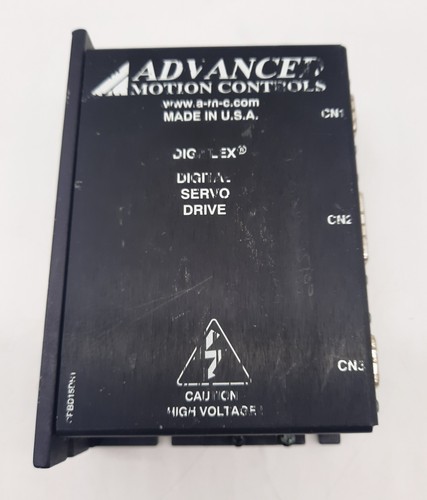 ADVANCED
MOTION CONTROLS
www.a-m-c.com
MADE IN U.S.A.
CN1
DIGIFLEX®
DIGITAL
SERVO
DRIVE
CN2
CN3
CAUTION
HIGH VOLTAGE!